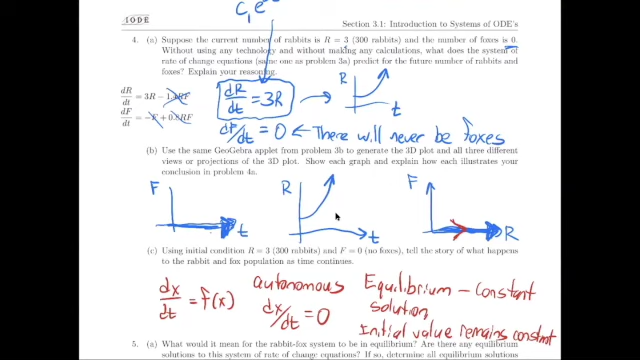 IODE
Section 3.1: Introduction to Systems of ODE's
C₁e
4. (a) Suppose the current number of rabbits is R = 3 (300 rabbits) and the number of foxes is 0.
Without using any technology and without making any calculations, what does the system of
rate of change equations (same one as problem 3a) predict for the future number of rabbits and
foxes? Explain your reasoning.
dR/dt = 3R − 1.4RF
dF/dt = −F + 0.8RF
dR/dt = 3R
R
t
dF/dt = 0 ← There will never be foxes
(b) Use the same GeoGebra applet from problem 3b to generate the 3D plot and all three different
views or projections of the 3D plot. Show each graph and explain how each illustrates your
conclusion in problem 4a.
F t
R t
F R
(c) Using initial condition R = 3 (300 rabbits) and F = 0 (no foxes), tell the story of what happens
to the rabbit and fox population as time continues.
dx/dt = f(x)
autonomous
dx/dt = 0
Equilibrium − constant
solution
Initial value remains constant
5. (a) What would it mean for the rabbit-fox system to be in equilibrium? Are there any equilibrium
solutions to this system of rate of change equations? If so, determine all equilibrium